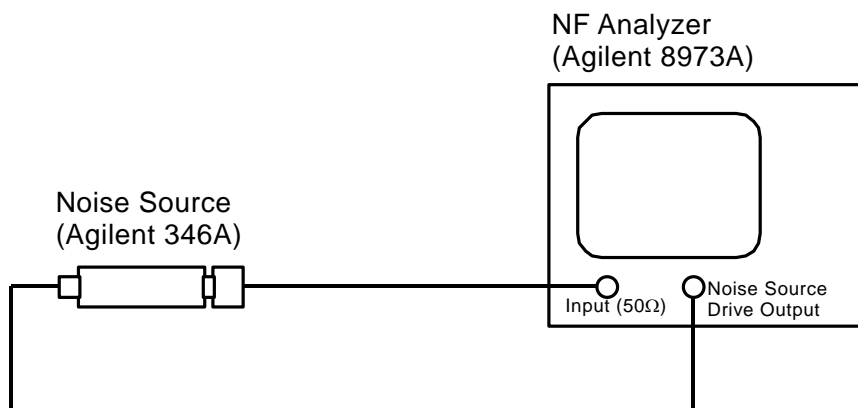 NF Analyzer
(Agilent 8973A)
Noise Source
(Agilent 346A)
Input (50Ω)
Noise Source
Drive Output